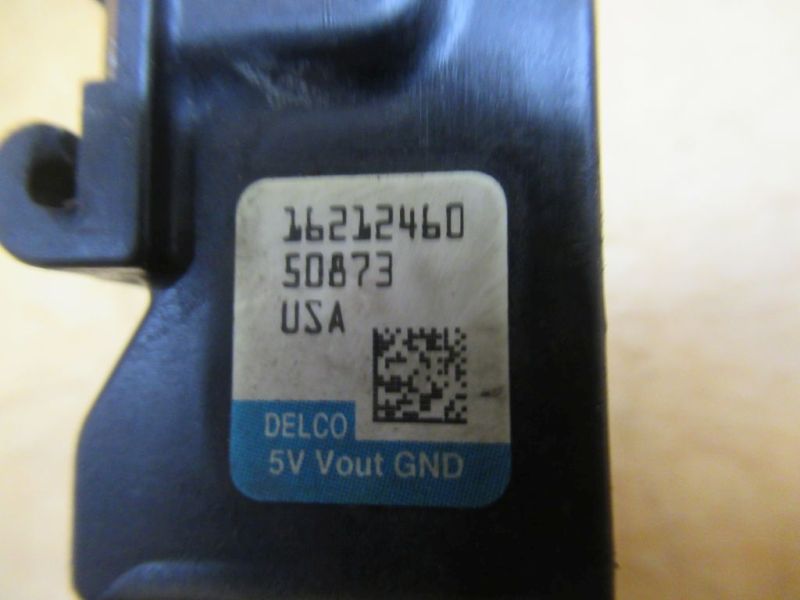 16212460
50873
USA
DELCO
5V Vout GND